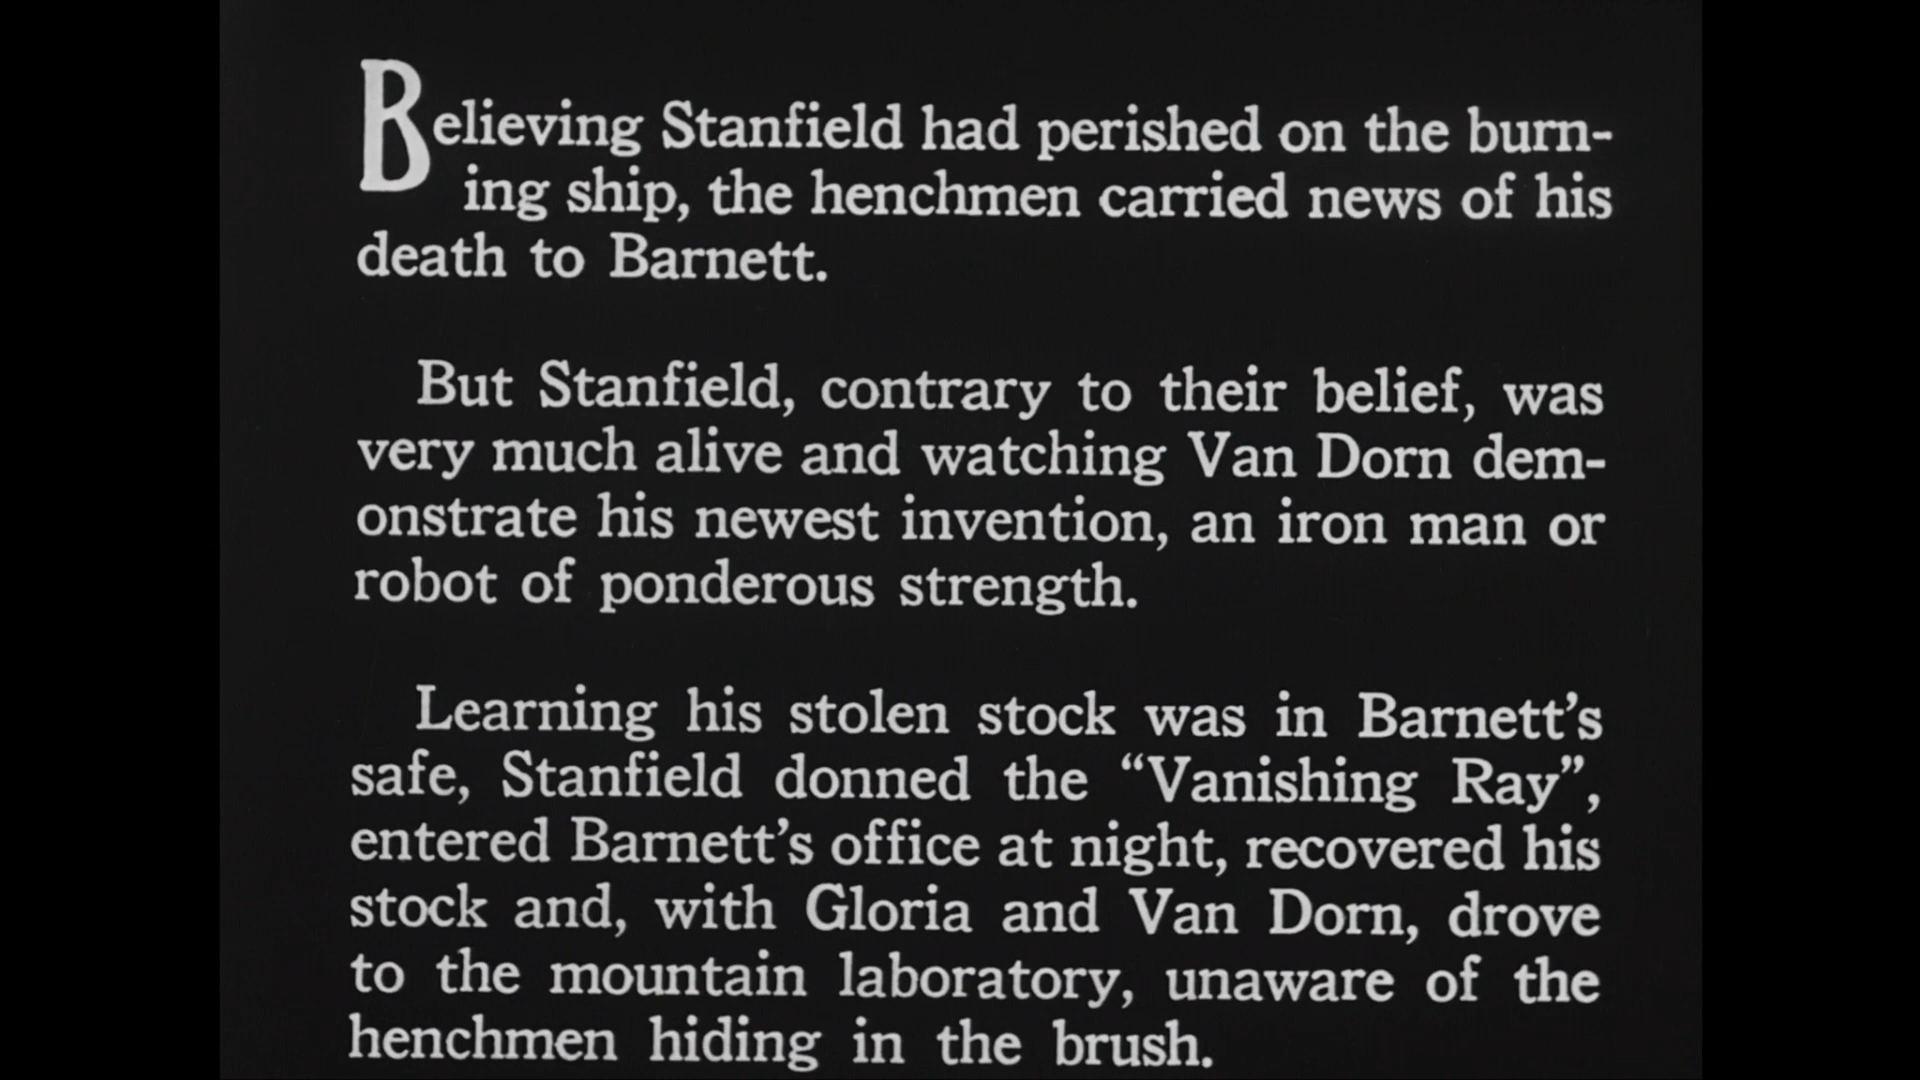 Believing Stanfield had perished on the burn-
ing ship, the henchmen carried news of his
death to Barnett.
But Stanfield, contrary to their belief, was
very much alive and watching Van Dorn dem-
onstrate his newest invention, an iron man or
robot of ponderous strength.
Learning his stolen stock was in Barnett’s
safe, Stanfield donned the “Vanishing Ray”,
entered Barnett’s office at night, recovered his
stock and, with Gloria and Van Dorn, drove
to the mountain laboratory, unaware of the
henchmen hiding in the brush.